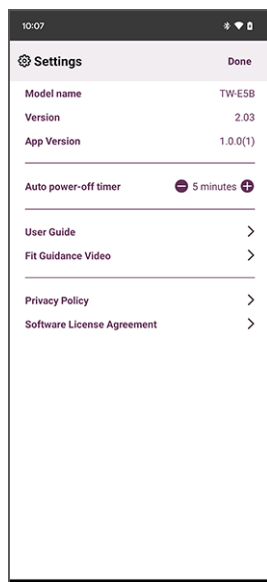 10:07
Settings Done
Model name TW-E5B
Version 2.03
App Version 1.0.0(1)
Auto power-off timer 5 minutes
User Guide
Fit Guidance Video
Privacy Policy
Software License Agreement